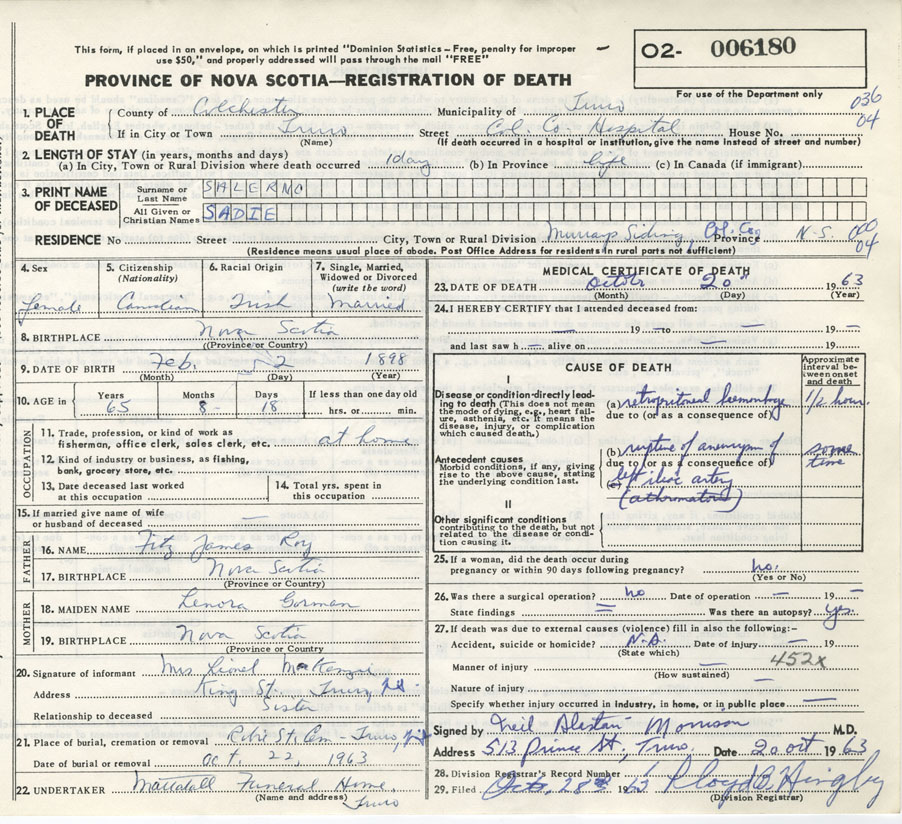 This form, if placed in an envelope, on which is printed "Dominion Statistics – Free, penalty for improper
use $50," and properly addressed will pass through the mail "FREE"
O2- 006180
PROVINCE OF NOVA SCOTIA—REGISTRATION OF DEATH
For use of the Department only
036
04
1. PLACE OF DEATH
County of Colchester Municipality of Truro
If in City or Town Truro Street Col. Co. Hospital House No.
(Name) (If death occurred in a hospital or institution, give the name instead of street and number)
2. LENGTH OF STAY (in years, months and days)
(a) In City, Town or Rural Division where death occurred 1 day (b) In Province life (c) In Canada (if immigrant)
3. PRINT NAME OF DECEASED
Surname or Last Name SALERNO
All Given or Christian Names SADIE
RESIDENCE No Street City, Town or Rural Division Murrays Siding, Col. Co. Province N.S.
04
(Residence means usual place of abode. Post Office Address for residents in rural parts not sufficient)
4. Sex
female
5. Citizenship (Nationality)
Canadian
6. Racial Origin
Irish
7. Single, Married, Widowed or Divorced (write the word)
Married
8. BIRTHPLACE Nova Scotia
(Province or Country)
9. DATE OF BIRTH Feb. 2 1898
(Month) (Day) (Year)
10. AGE in
Years 65
Months 8
Days 18
If less than one day old
hrs. or min.
OCCUPATION
11. Trade, profession, or kind of work as
fisherman, office clerk, sales clerk, etc. at home
12. Kind of industry or business, as fishing,
bank, grocery store, etc.
13. Date deceased last worked
at this occupation
14. Total yrs. spent in
this occupation
15. If married give name of wife
or husband of deceased —
FATHER
16. NAME Fitz James Roy
17. BIRTHPLACE Nova Scotia
(Province or Country)
MOTHER
18. MAIDEN NAME Lenora Gorman
19. BIRTHPLACE Nova Scotia
(Province or Country)
20. Signature of informant Mrs Lionel MacKenzie
Address King St. Truro, N.S.
Relationship to deceased Sister
21. Place of burial, cremation or removal Robie St. Cem - Truro
Date of burial or removal Oct 22, 1963
22. UNDERTAKER Mattatall Funeral Home,
(Name and address) Truro
MEDICAL CERTIFICATE OF DEATH
23. DATE OF DEATH October 20 1963
(Month) (Day) (Year)
24. I HEREBY CERTIFY that I attended deceased from:
— 19 — to — 19 —
and last saw h — alive on — 19 —
CAUSE OF DEATH
Approximate interval between onset and death
I
Disease or condition directly leading to death (This does not mean the mode of dying, e.g., heart failure, asthenia, etc. It means the disease, injury, or complication which caused death.)
(a) retroperitoneal haemorrhage 1/2 hour
due to (or as a consequence of)
Antecedent causes
Morbid conditions, if any, giving rise to the above cause, stating the underlying condition last.
(b) rupture of aneurysm of some time
due to (or as a consequence of)
(c) left iliac artery
(atheromatous)
II
Other significant conditions
contributing to the death, but not related to the disease or condition causing it.
25. If a woman, did the death occur during
pregnancy or within 90 days following pregnancy? no.
(Yes or No)
26. Was there a surgical operation? no Date of operation — 19 —
State findings = Was there an autopsy? yes
27. If death was due to external causes (violence) fill in also the following:–
Accident, suicide or homicide? N.A. Date of injury — 19
(State which)
452x
Manner of injury —
(How sustained)
Nature of injury —
Specify whether injury occurred in industry, in home, or in public place —
Signed by Neil Alastair Morrison M.D.
Address 513 Prince St, Truro. Date 20 Oct 1963
28. Division Registrar's Record Number
29. Filed Oct. 28th 1963 Lloyd
(Division Registrar)